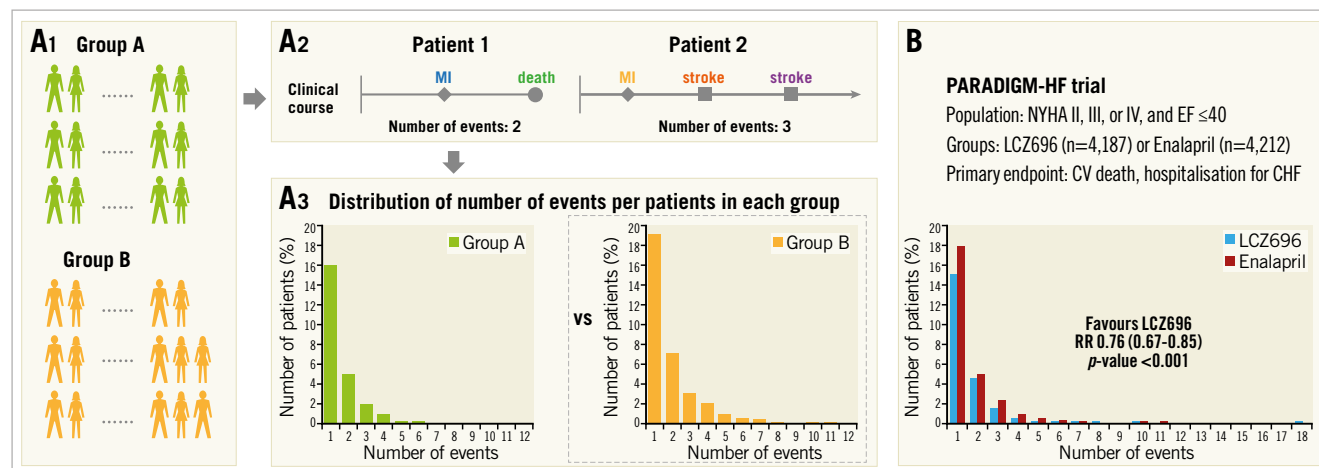 A1 Group A
......
......
......
Group B
......
......
......
A2 Patient 1 Patient 2
Clinical
course
MI death MI stroke stroke
Number of events: 2 Number of events: 3
A3 Distribution of number of events per patients in each group
Number of patients (%)
20
18
16
14
12
10
8
6
4
2
0
Group A
1 2 3 4 5 6 7 8 9 10 11 12
Number of events
vs
Number of patients (%)
20
18
16
14
12
10
8
6
4
2
0
Group B
1 2 3 4 5 6 7 8 9 10 11 12
Number of events
B
PARADIGM-HF trial
Population: NYHA II, III, or IV, and EF ≤40
Groups: LCZ696 (n=4,187) or Enalapril (n=4,212)
Primary endpoint: CV death, hospitalisation for CHF
Number of patients (%)
20
18
16
14
12
10
8
6
4
2
0
LCZ696
Enalapril
Favours LCZ696
RR 0.76 (0.67-0.85)
p-value <0.001
1 2 3 4 5 6 7 8 9 10 11 12 13 14 15 16 17 18
Number of events